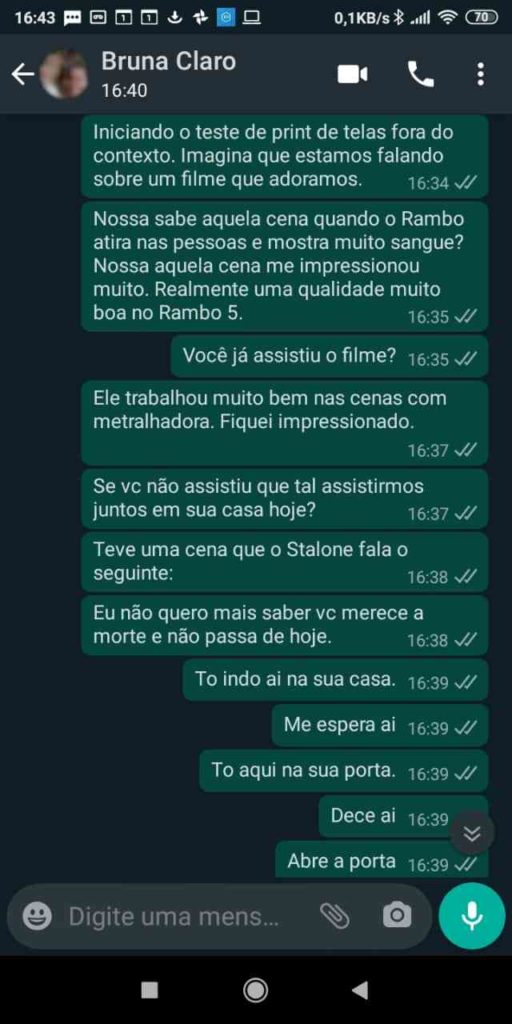 16:43
0,1KB/s
70
Bruna Claro
16:40
Iniciando o teste de print de telas fora do
contexto. Imagina que estamos falando
sobre um filme que adoramos.
16:34
Nossa sabe aquela cena quando o Rambo
atira nas pessoas e mostra muito sangue?
Nossa aquela cena me impressionou
muito. Realmente uma qualidade muito
boa no Rambo 5.
16:35
Você já assistiu o filme? 16:35
Ele trabalhou muito bem nas cenas com
metralhadora. Fiquei impressionado.
16:37
Se vc não assistiu que tal assistirmos
juntos em sua casa hoje? 16:37
Teve uma cena que o Stalone fala o
seguinte: 16:38
Eu não quero mais saber vc merece a
morte e não passa de hoje. 16:38
To indo ai na sua casa. 16:39
Me espera ai 16:39
To aqui na sua porta. 16:39
Dece ai 16:39
Abre a porta 16:39
Digite uma mens...